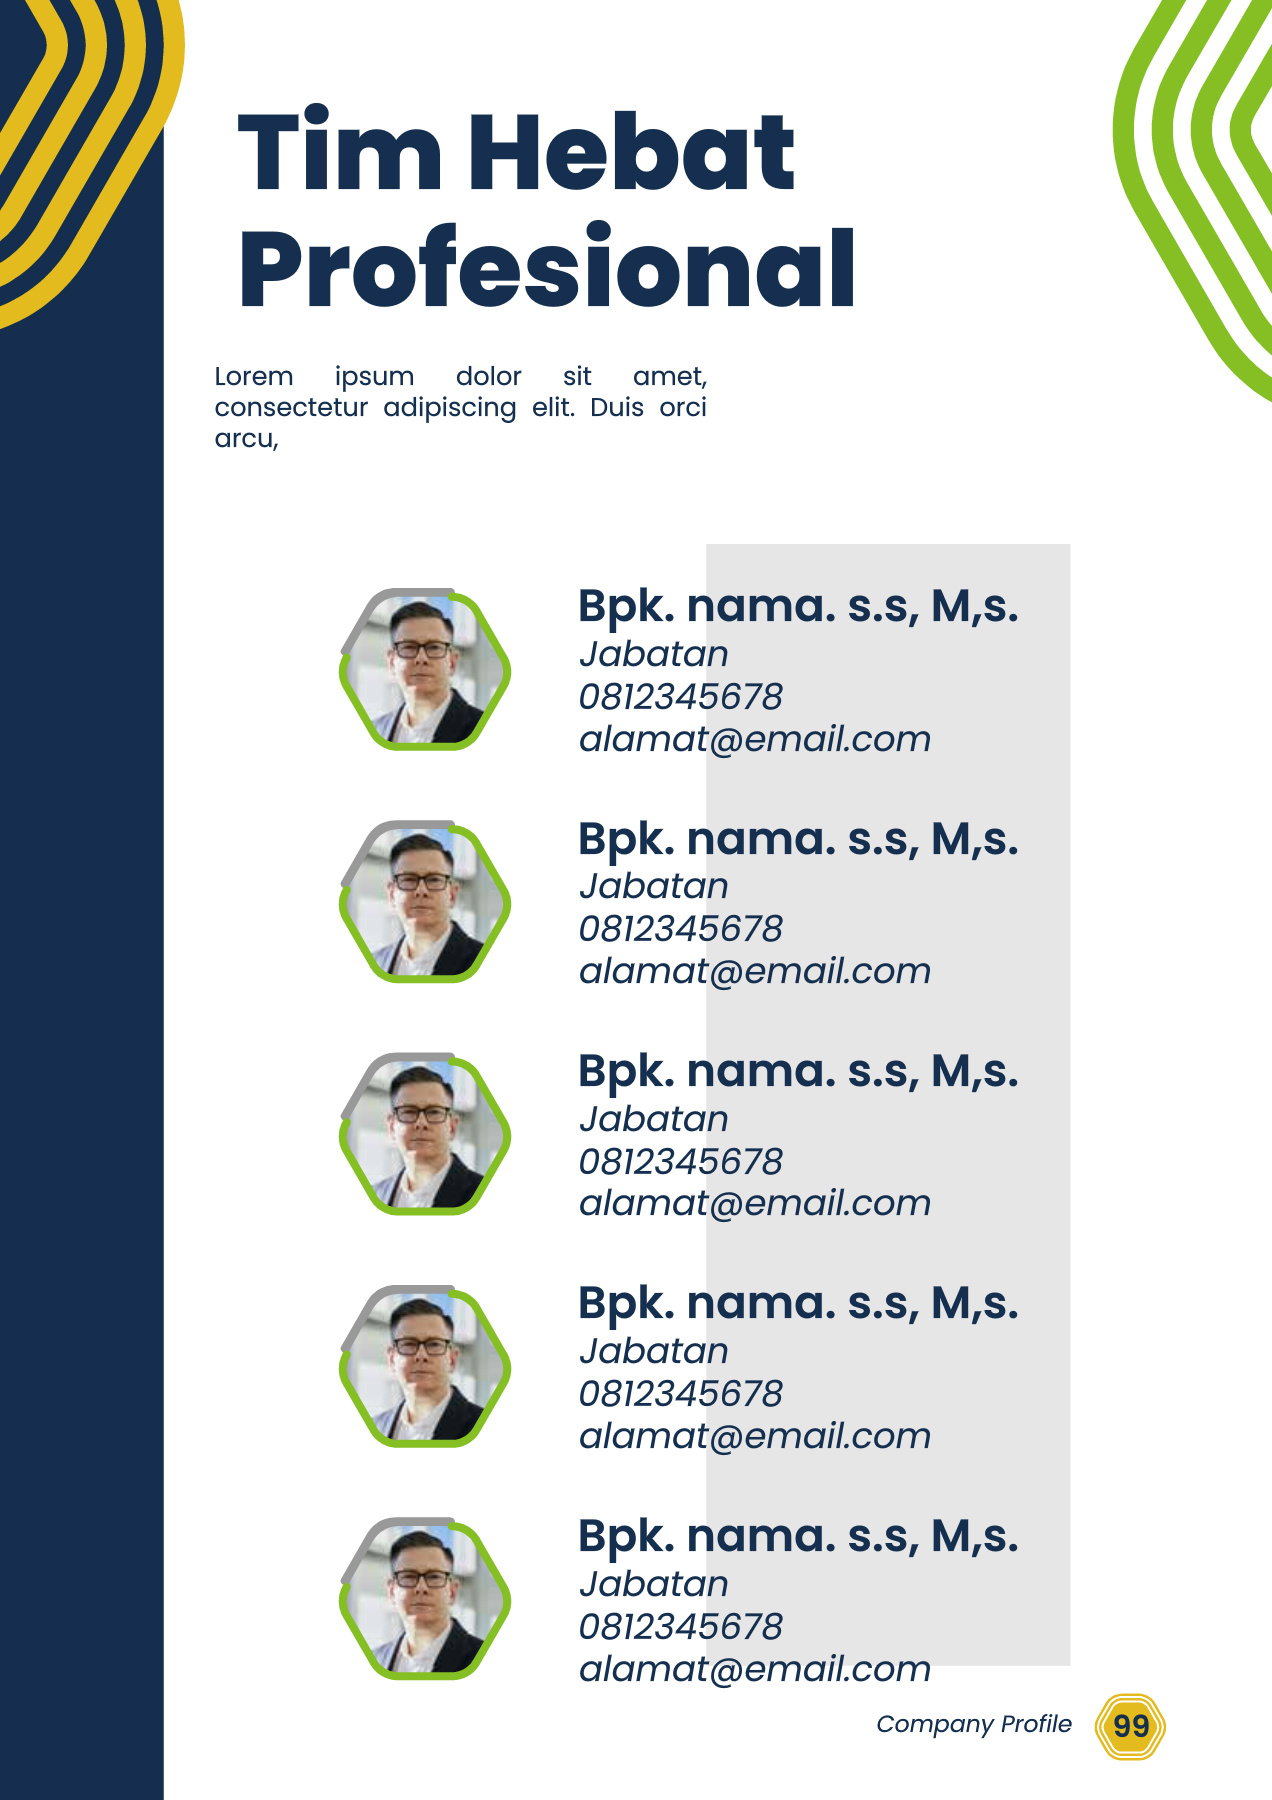 Tim Hebat
Profesional
Lorem ipsum dolor sit amet,
consectetur adipiscing elit. Duis orci
arcu,
Bpk. nama. s.s, M,s.
Jabatan
0812345678
alamat@email.com
Bpk. nama. s.s, M,s.
Jabatan
0812345678
alamat@email.com
Bpk. nama. s.s, M,s.
Jabatan
0812345678
alamat@email.com
Bpk. nama. s.s, M,s.
Jabatan
0812345678
alamat@email.com
Bpk. nama. s.s, M,s.
Jabatan
0812345678
alamat@email.com
Company Profile
99